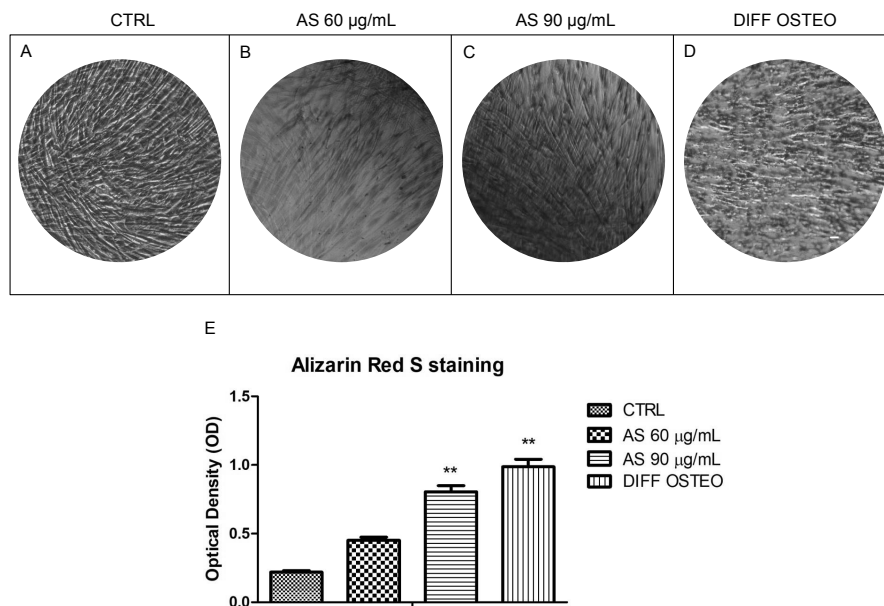 CTRL AS 60 µg/mL AS 90 µg/mL DIFF OSTEO
A B C D
E
Alizarin Red S staining
1.5
1.0
0.5
0.0
Optical Density (OD)
** **
CTRL
AS 60 µg/mL
AS 90 µg/mL
DIFF OSTEO